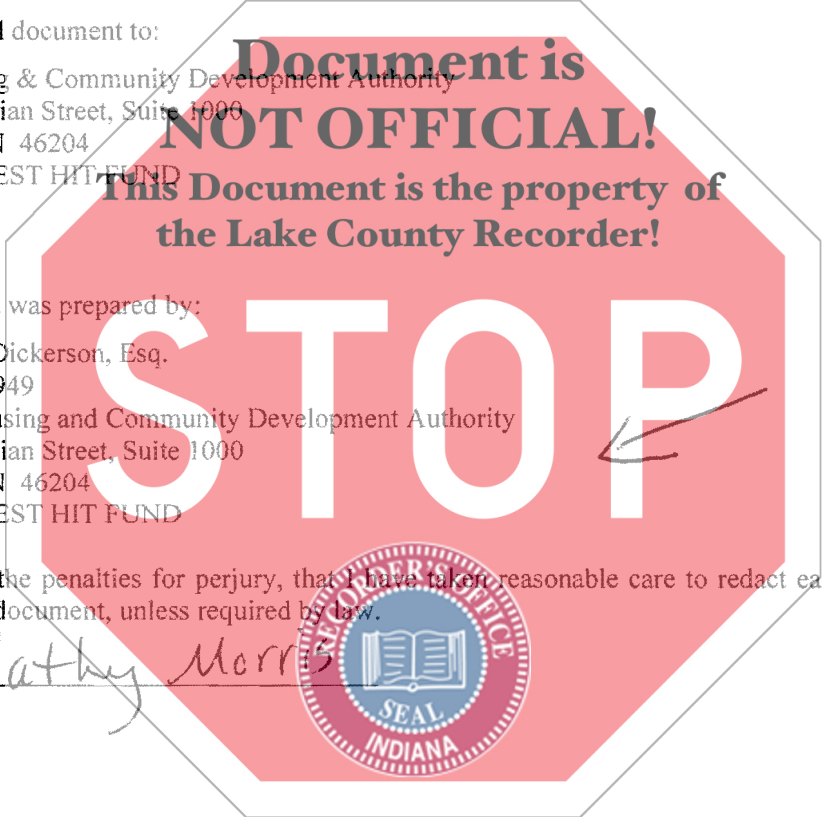 document to:
Document is
& Community Development Authority
ian Street, Suite 1000
NOT OFFICIAL!
46204
EST HIT FUND
This Document is the property of
the Lake County Recorder!
was prepared by:
Dickerson, Esq.
949
STOP
sing and Community Development Authority
ian Street, Suite 1000
46204
EST HIT FUND
the penalties for perjury, that I have taken reasonable care to redact ea
document, unless required by law.
athy Morris
RECORDER'S OFFICE
SEAL
INDIANA